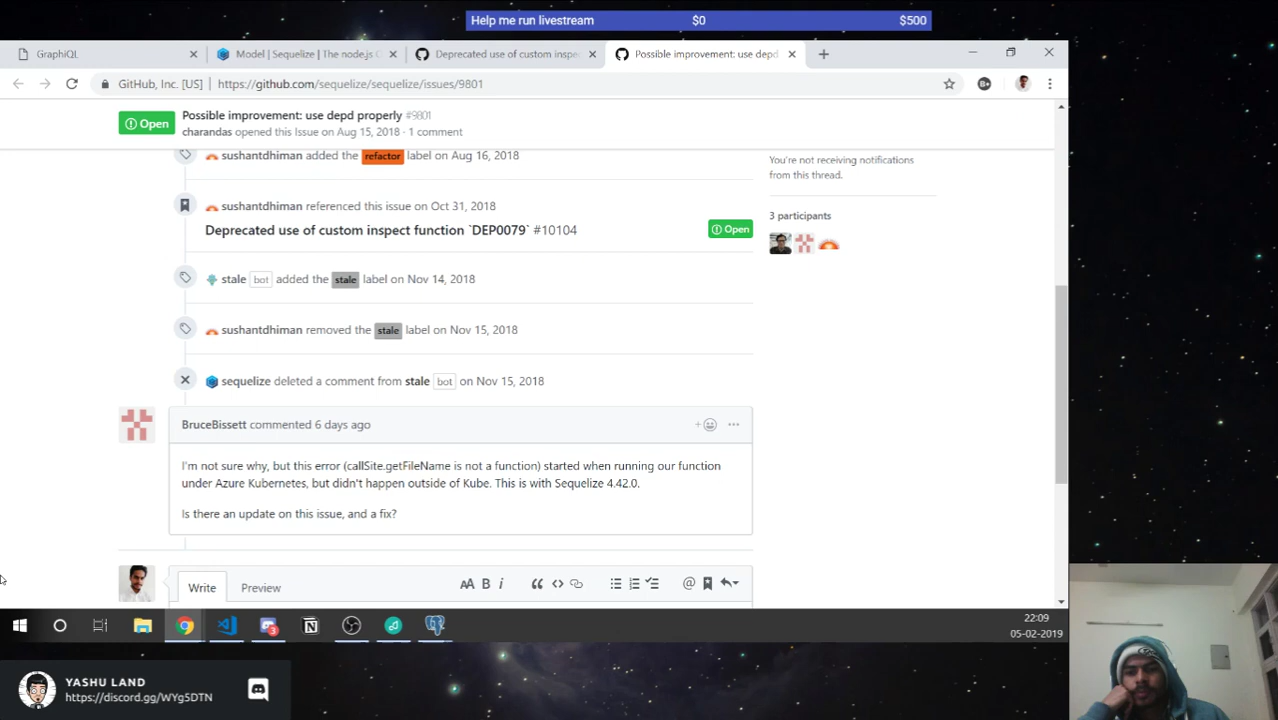 Help me run livestream $0 $500
GraphiQL
Model | Sequelize | The node.js
Deprecated use of custom inspe
Possible improvement: use depd
GitHub, Inc. [US] | https://github.com/sequelize/sequelize/issues/9801
Open
Possible improvement: use depd properly #9801
charandas opened this Issue on Aug 15, 2018 · 1 comment
sushantdhiman added the refactor label on Aug 16, 2018
sushantdhiman referenced this issue on Oct 31, 2018
Deprecated use of custom inspect function `DEP0079` #10104
Open
stale bot added the stale label on Nov 14, 2018
sushantdhiman removed the stale label on Nov 15, 2018
sequelize deleted a comment from stale bot on Nov 15, 2018
BruceBissett commented 6 days ago
I'm not sure why, but this error (callSite.getFileName is not a function) started when running our function
under Azure Kubernetes, but didn't happen outside of Kube. This is with Sequelize 4.42.0.
Is there an update on this issue, and a fix?
Write Preview
AA B i
You're not receiving notifications
from this thread.
3 participants
3
22:09
05-02-2019
YASHU LAND
https://discord.gg/WYg5DTN